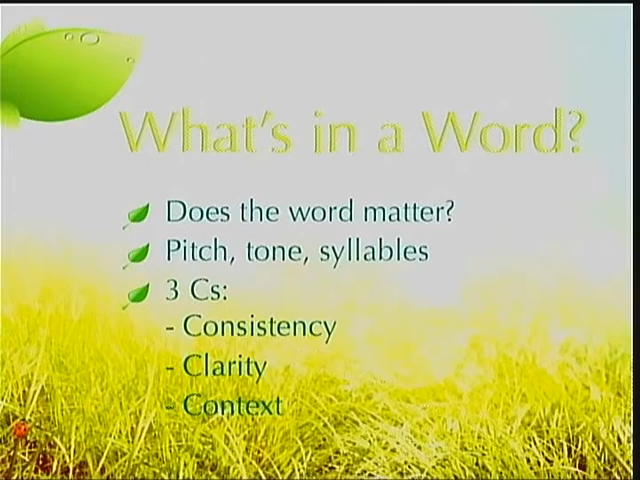 What's in a Word?
Does the word matter?
Pitch, tone, syllables
3 Cs:
- Consistency
- Clarity
- Context